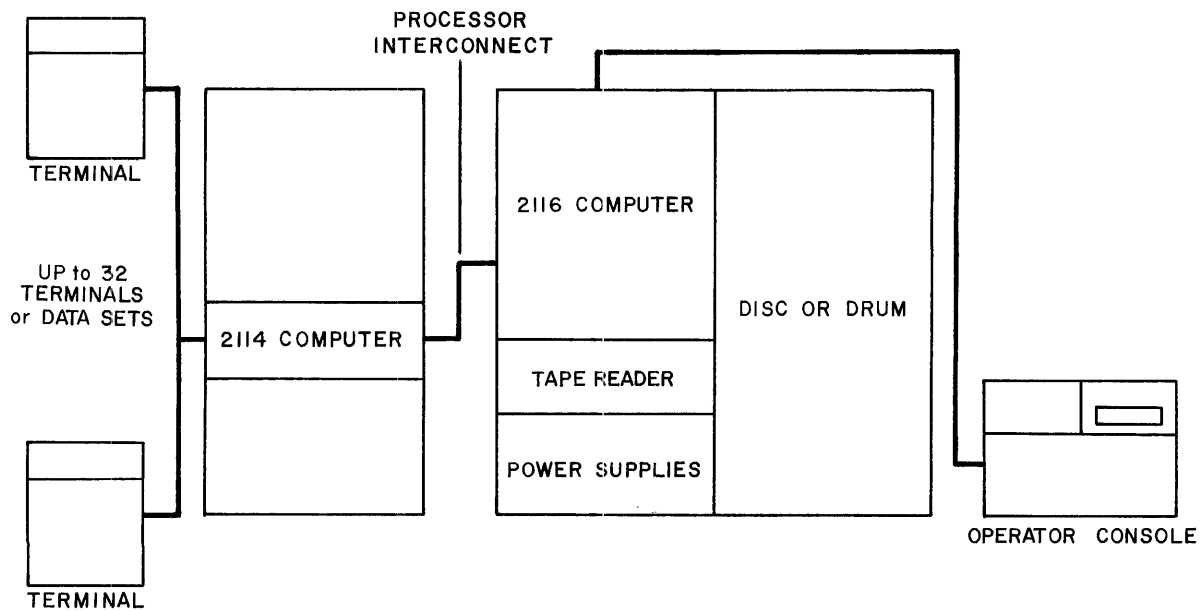 PROCESSOR
INTERCONNECT
TERMINAL
UP to 32
TERMINALS
or DATA SETS
2114 COMPUTER
2116 COMPUTER
TAPE READER
POWER SUPPLIES
DISC OR DRUM
OPERATOR CONSOLE
TERMINAL